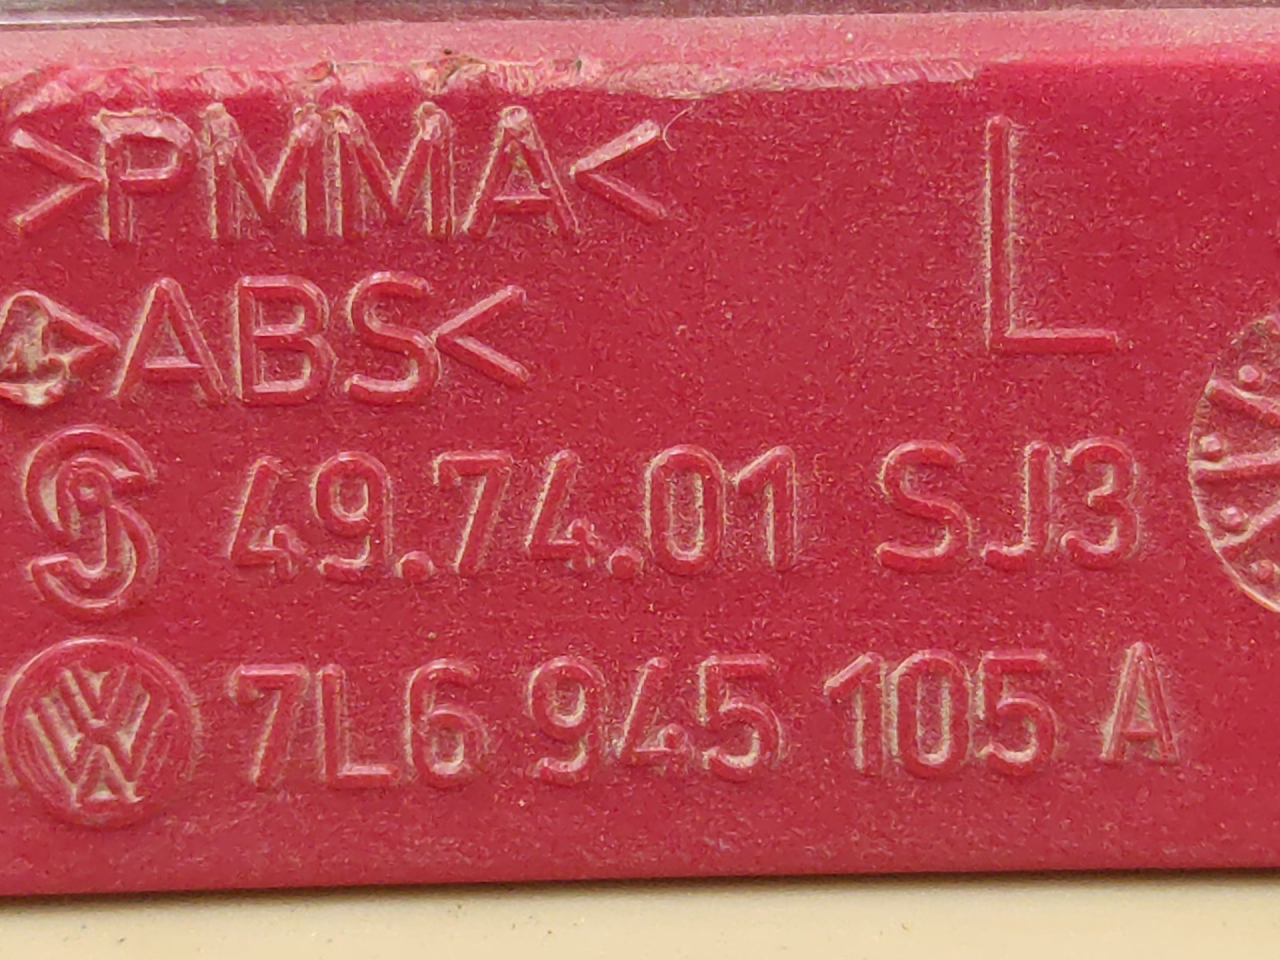 >PMMA< L
>ABS<
49.74.01 SJ3
7L6 945 105 A